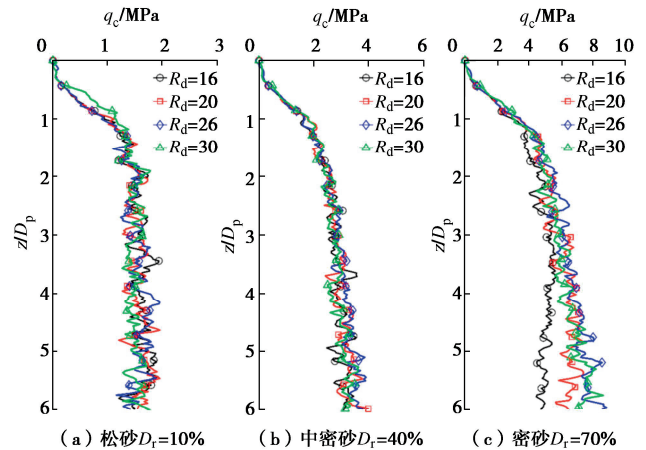 q_c/MPa
0 1 2 3
R_d=16
R_d=20
R_d=26
R_d=30
z/D_p
1
2
3
4
5
6
(a)松砂D_r=10%
q_c/MPa
0 2 4 6
R_d=16
R_d=20
R_d=26
R_d=30
z/D_p
1
2
3
4
5
6
(b)中密砂D_r=40%
q_c/MPa
0 2 4 6 8 10
R_d=16
R_d=20
R_d=26
R_d=30
z/D_p
1
2
3
4
5
6
(c)密砂D_r=70%